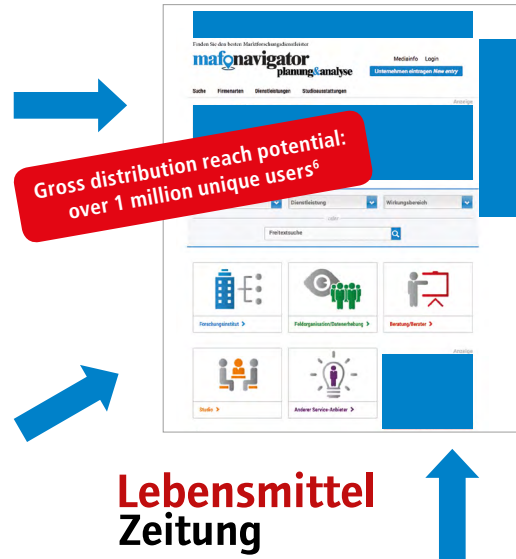 Finden Sie den besten Marktforschungsdienstleister
mafonavigator
planung&analyse
Mediainfo Login
Unternehmen eintragen New entry
Suche Firmenarten Dienstleistungen Studioausstattungen
Anzeige
Gross distribution reach potential:
over 1 million unique users⁶
Dienstleistung
Wirkungsbereich
oder
Freitextsuche
Forschungsinstitut >
Feldorganisation/Datenerhebung >
Beratung/Berater >
Anzeige
Studio >
Anderer Service-Anbieter >
Lebensmittel
Zeitung